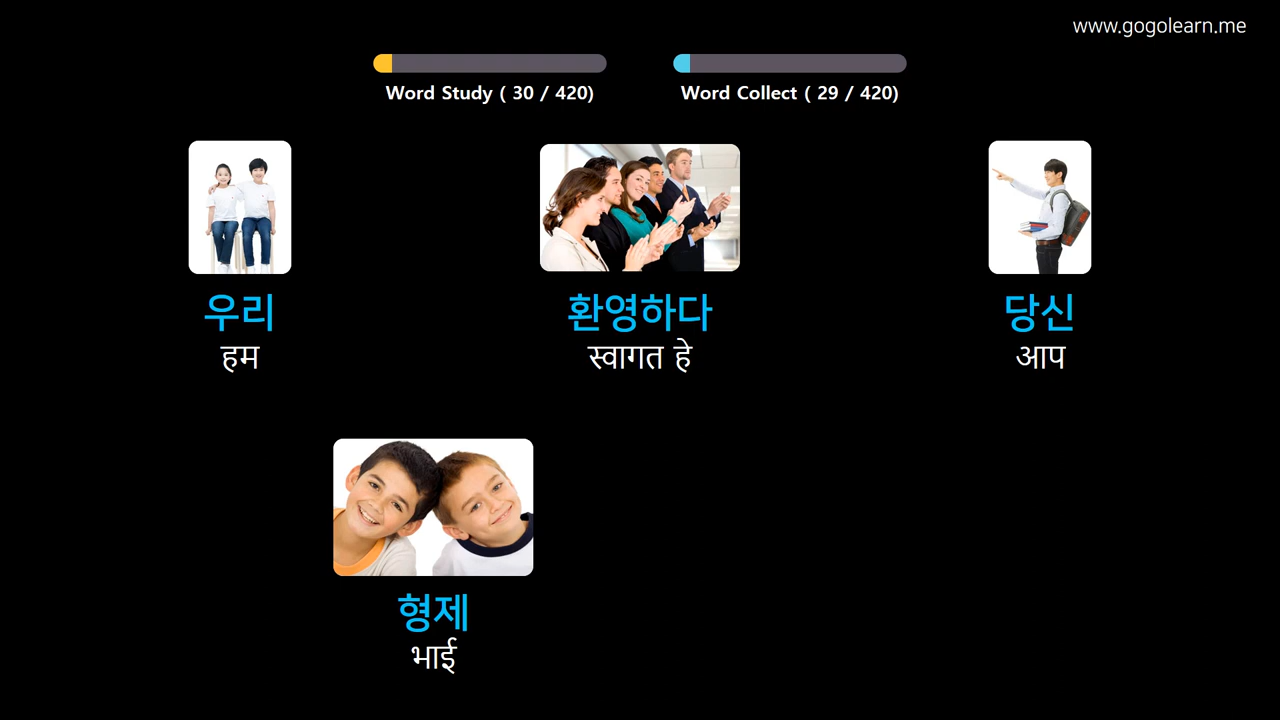 www.gogolearn.me
Word Study ( 30 / 420)
Word Collect ( 29 / 420)
우리
हम
환영하다
स्वागत हे
당신
आप
형제
भाई